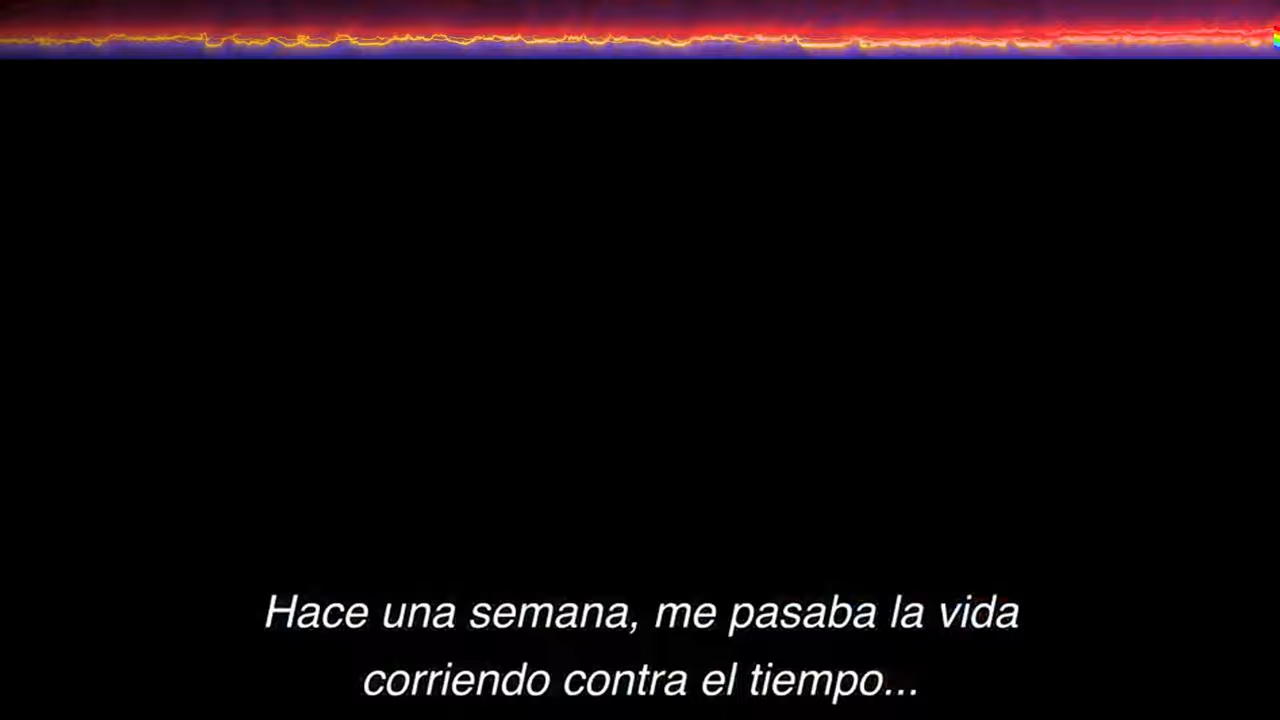 Hace una semana, me pasaba la vida
corriendo contra el tiempo...